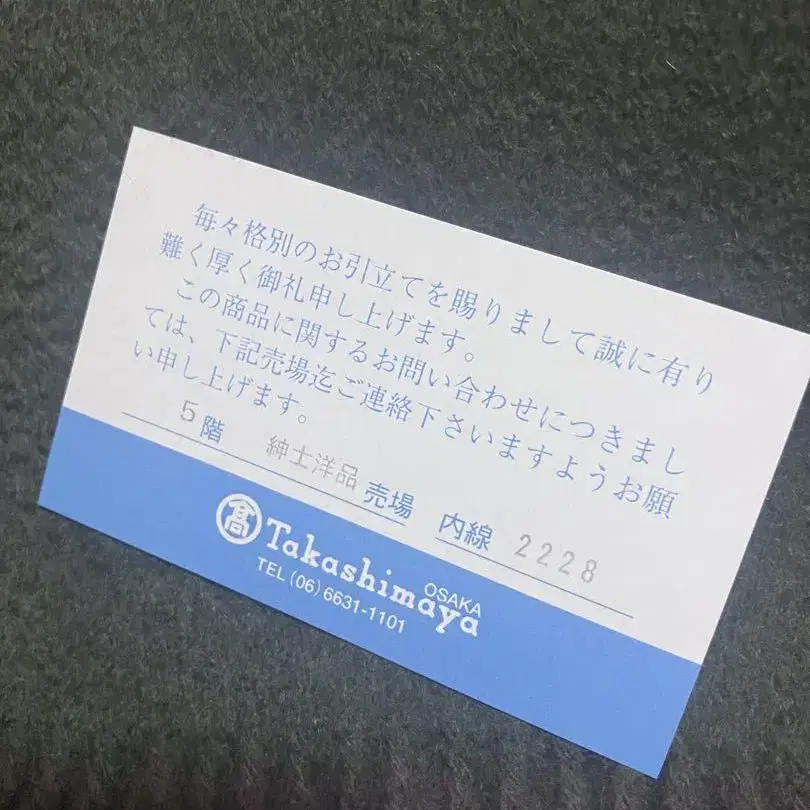 毎々格別のお引立てを賜りまして誠に有り
難く厚く御礼申し上げます。
この商品に関するお問い合わせにつきまし
ては、下記売場迄ご連絡下さいますようお願
い申し上げます。
5階 紳士洋品 売場 内線 2228
髙 Takashimaya
OSAKA
TEL (06) 6631-1101